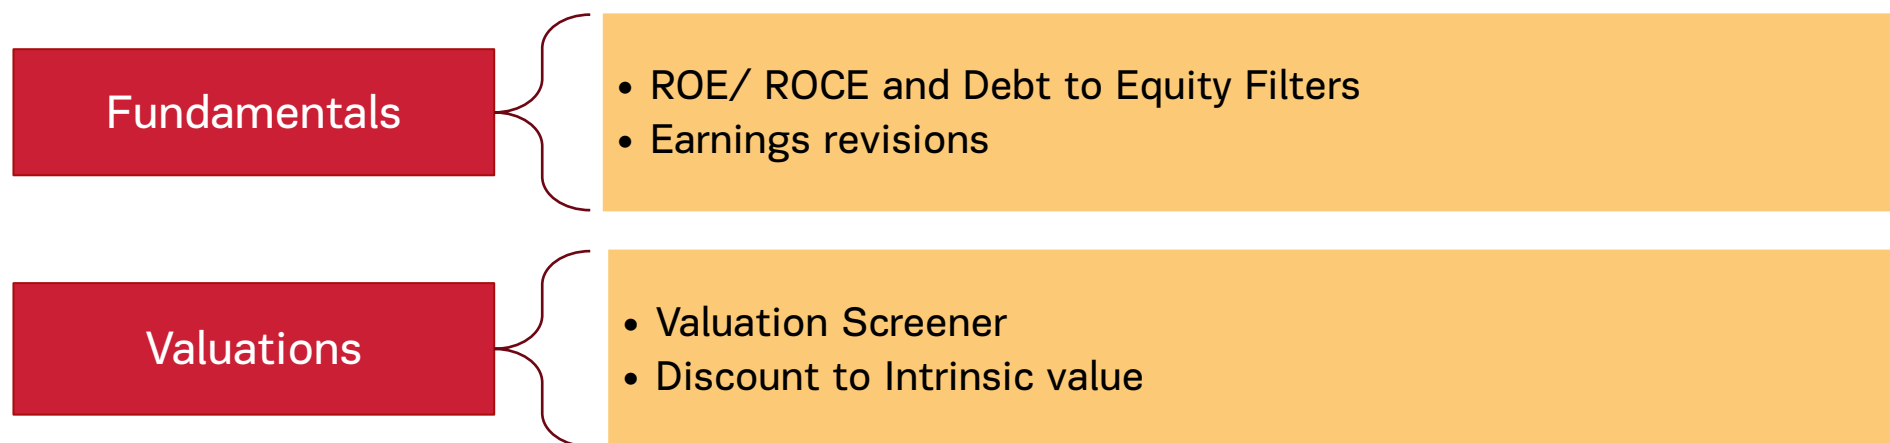 Fundamentals
• ROE/ ROCE and Debt to Equity Filters
• Earnings revisions
Valuations
• Valuation Screener
• Discount to Intrinsic value